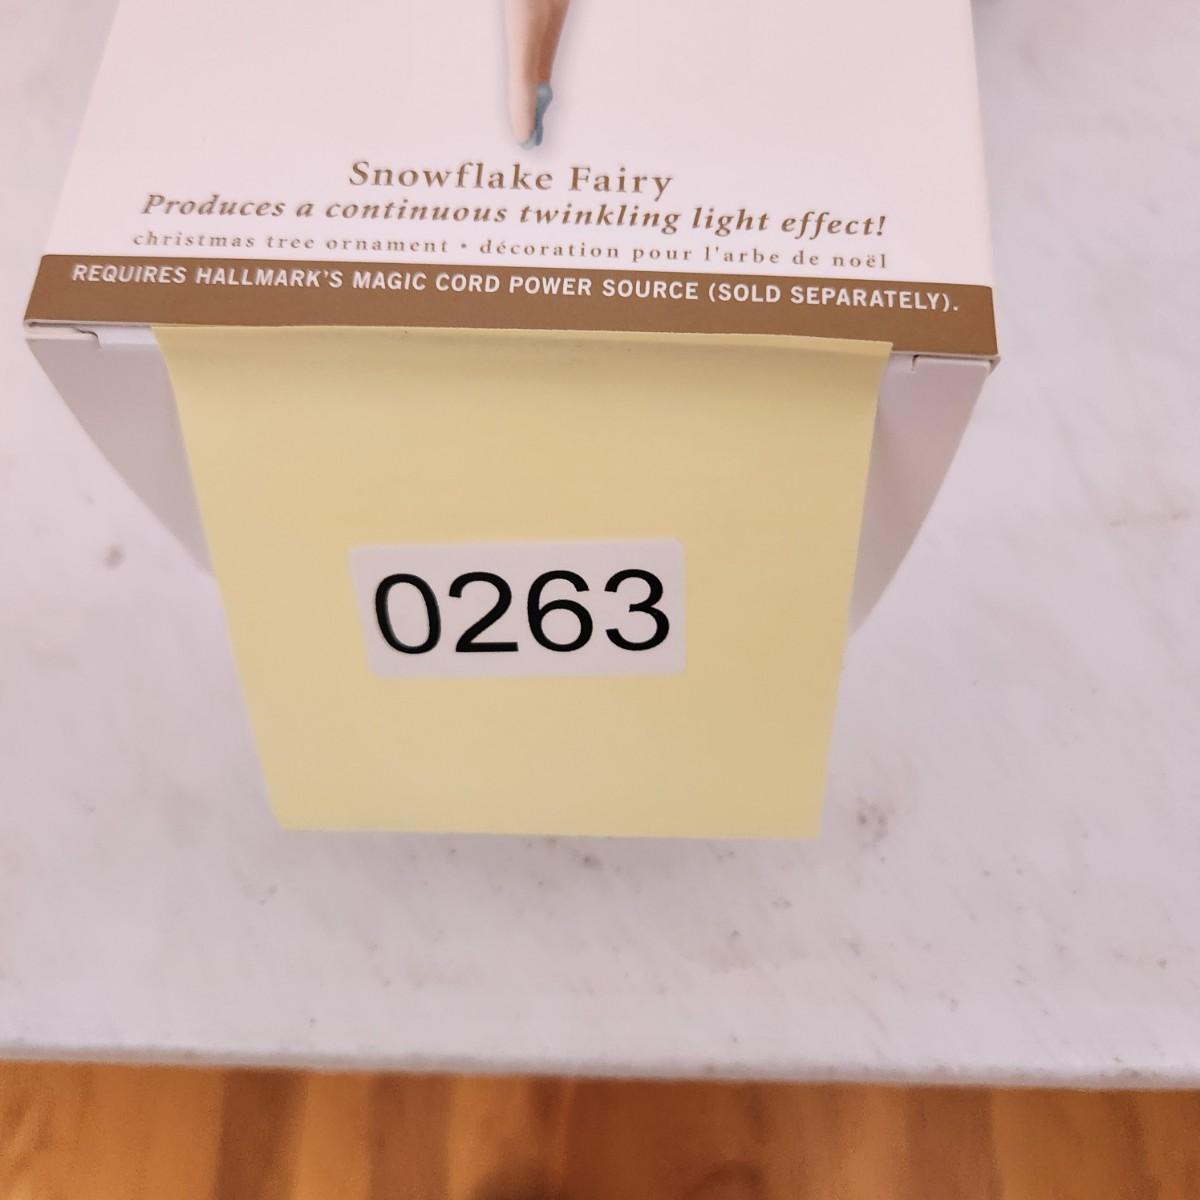 Snowflake Fairy
Produces a continuous twinkling light effect!
christmas tree ornament • décoration pour l'arbe de noël
REQUIRES HALLMARK'S MAGIC CORD POWER SOURCE (SOLD SEPARATELY).
0263